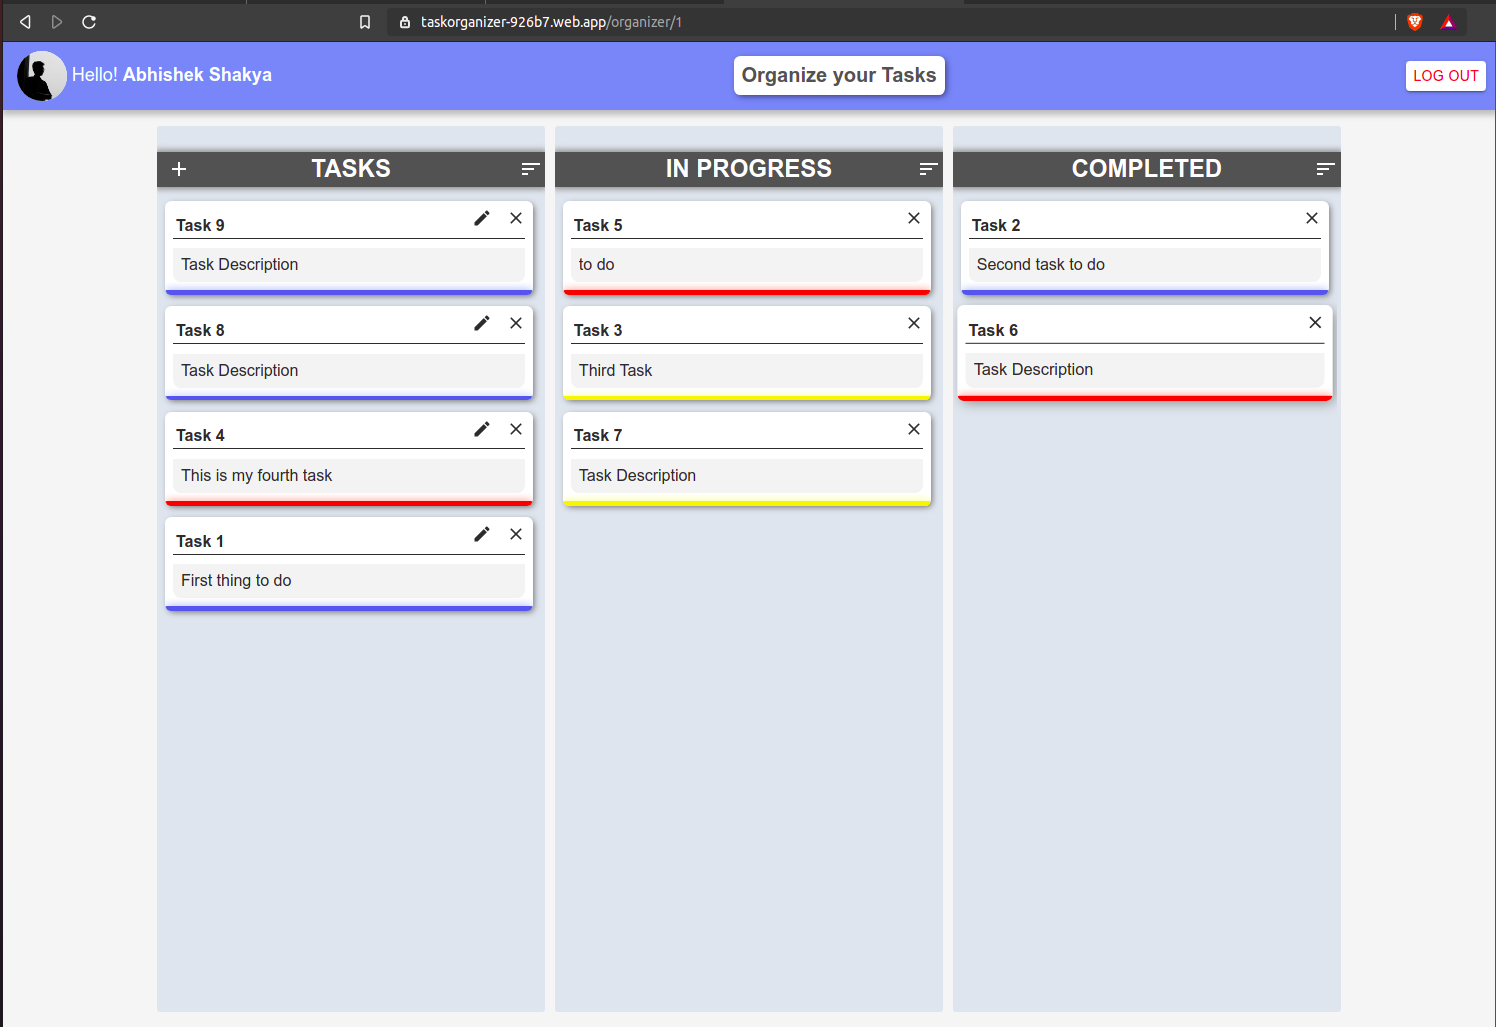 taskorganizer-926b7.web.app/organizer/1
Hello! Abhishek Shakya
Organize your Tasks
LOG OUT
TASKS
Task 9
Task Description
Task 8
Task Description
Task 4
This is my fourth task
Task 1
First thing to do
IN PROGRESS
Task 5
to do
Task 3
Third Task
Task 7
Task Description
COMPLETED
Task 2
Second task to do
Task 6
Task Description